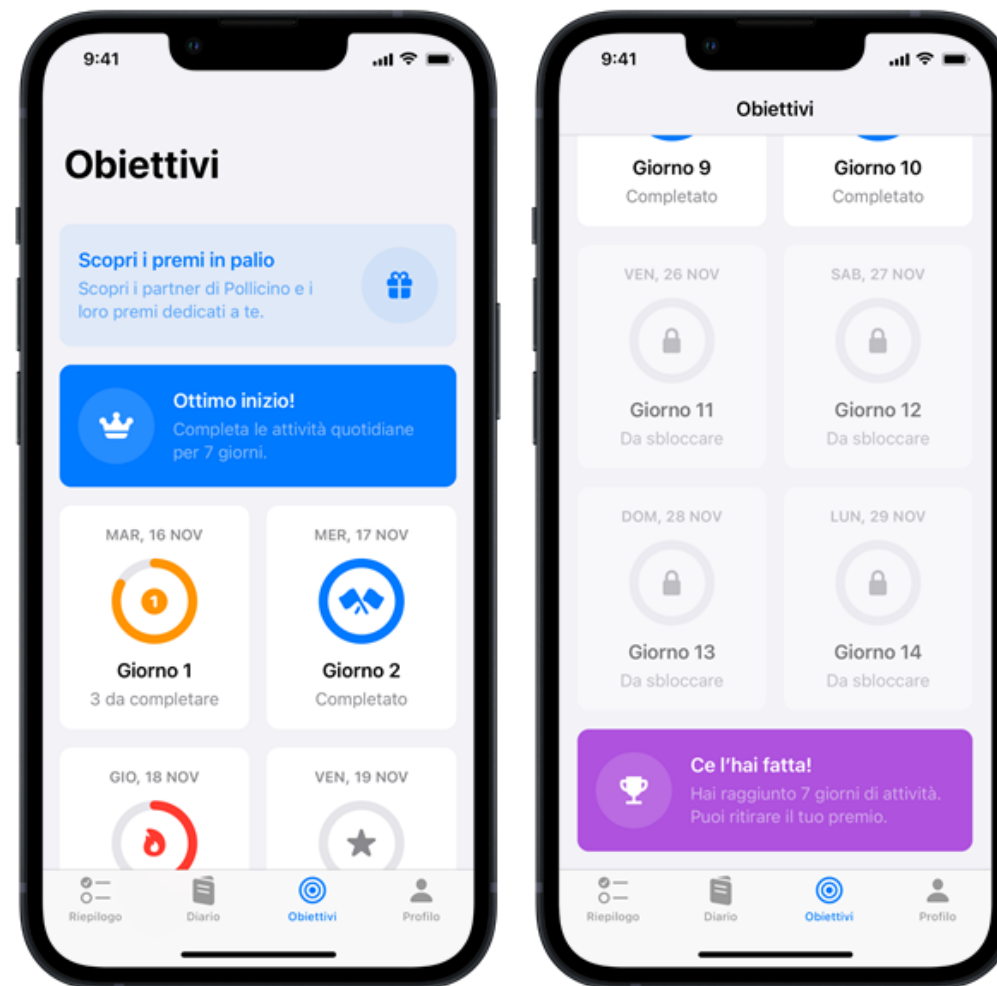 9:41
Obiettivi
Scopri i premi in palio
Scopri i partner di Pollicino e i
loro premi dedicati a te.
Ottimo inizio!
Completa le attività quotidiane
per 7 giorni.
MAR, 16 NOV
MER, 17 NOV
1
Giorno 1
Giorno 2
3 da completare
Completato
GIO, 18 NOV
VEN, 19 NOV
Riepilogo
Diario
Obiettivi
Profilo
9:41
Obiettivi
Giorno 9
Giorno 10
Completato
Completato
VEN, 26 NOV
SAB, 27 NOV
Giorno 11
Giorno 12
Da sbloccare
Da sbloccare
DOM, 28 NOV
LUN, 29 NOV
Giorno 13
Giorno 14
Da sbloccare
Da sbloccare
Ce l’hai fatta!
Hai raggiunto 7 giorni di attività.
Puoi ritirare il tuo premio.
Riepilogo
Diario
Obiettivi
Profilo